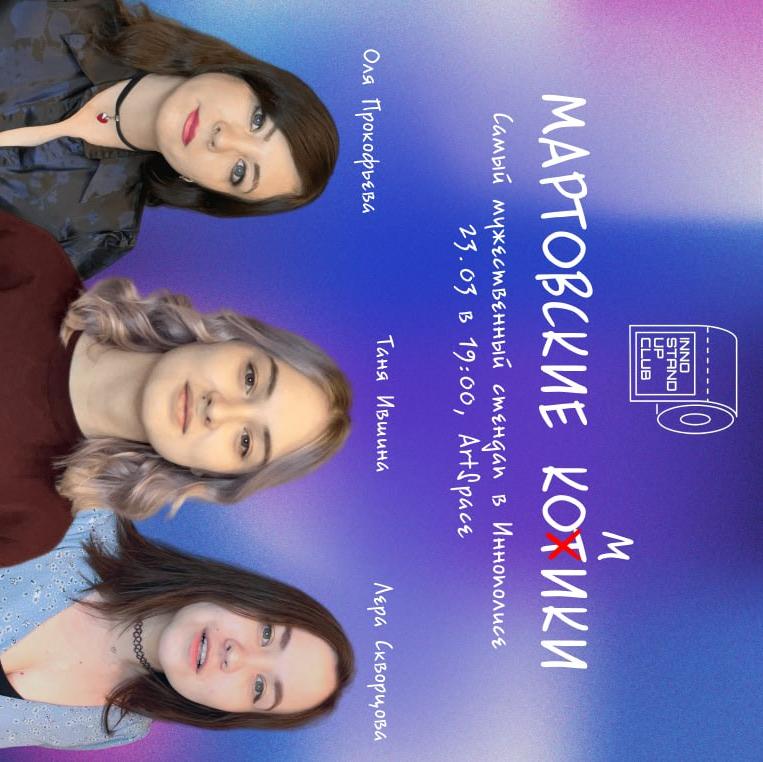 INNO
STAND
UP
CLUB
М
МАРТОВСКИЕ КОТИКИ
Самый мужественный стендап в Иннополисе
23.03 в 19:00, ArtSpace
Оля Прокофьева
Таня Ившина
Лера Скворцова